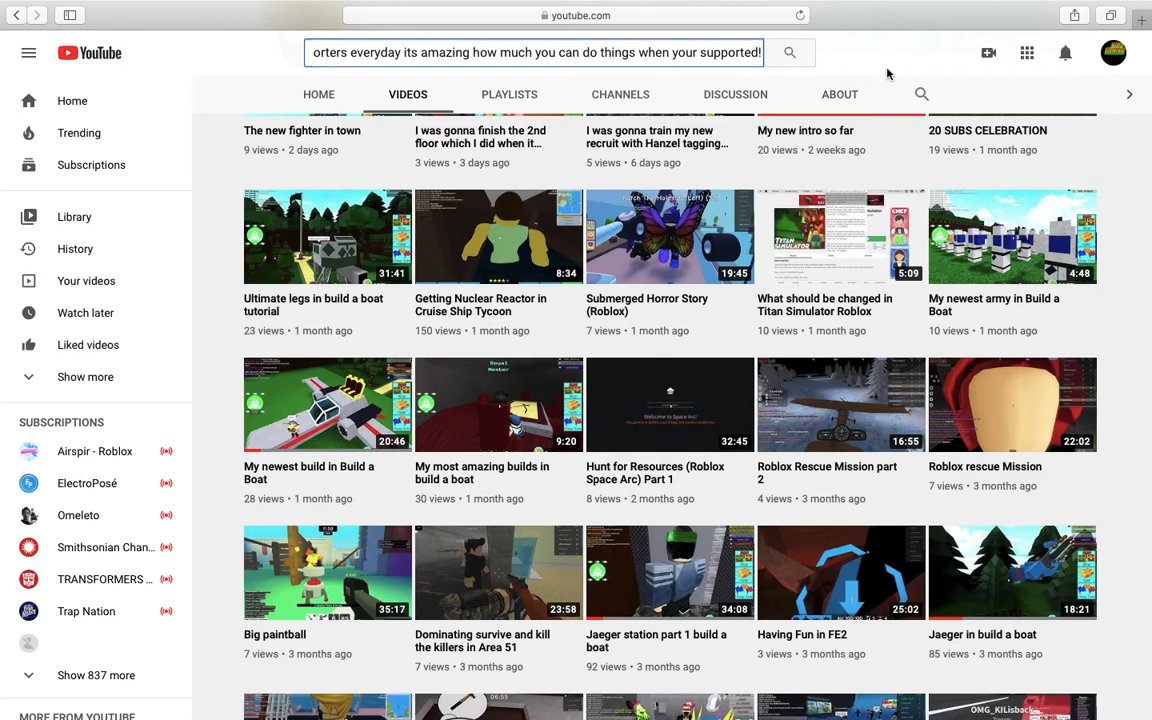 youtube.com
YouTube
orters everyday its amazing how much you can do things when your supported!
HOME VIDEOS PLAYLISTS CHANNELS DISCUSSION ABOUT
Home
Trending
Subscriptions
Library
History
Your videos
Watch later
Liked videos
Show more
SUBSCRIPTIONS
Airspir - Roblox
ElectroPosé
Omeleto
Smithsonian Chan...
TRANSFORMERS ...
Trap Nation
Show 837 more
MORE FROM YOUTUBE
The new fighter in town
9 views • 2 days ago
I was gonna finish the 2nd
floor which I did when it...
3 views • 3 days ago
I was gonna train my new
recruit with Hanzel tagging...
5 views • 6 days ago
My new intro so far
20 views • 2 weeks ago
20 SUBS CELEBRATION
19 views • 1 month ago
31:41
Ultimate legs in build a boat
tutorial
23 views • 1 month ago
8:34
Getting Nuclear Reactor in
Cruise Ship Tycoon
150 views • 1 month ago
19:45
Submerged Horror Story
(Roblox)
7 views • 1 month ago
5:09
What should be changed in
Titan Simulator Roblox
10 views • 1 month ago
4:48
My newest army in Build a
Boat
10 views • 1 month ago
20:46
My newest build in Build a
Boat
28 views • 1 month ago
9:20
My most amazing builds in
build a boat
30 views • 1 month ago
Welcome to Space Arc!
32:45
Hunt for Resources (Roblox
Space Arc) Part 1
8 views • 2 months ago
16:55
Roblox Rescue Mission part
2
4 views • 3 months ago
22:02
Roblox rescue Mission
7 views • 3 months ago
35:17
Big paintball
7 views • 3 months ago
23:58
Dominating survive and kill
the killers in Area 51
7 views • 3 months ago
34:08
Jaeger station part 1 build a
boat
92 views • 3 months ago
25:02
Having Fun in FE2
3 views • 3 months ago
18:21
Jaeger in build a boat
85 views • 3 months ago
06:55
OMG_KILisback